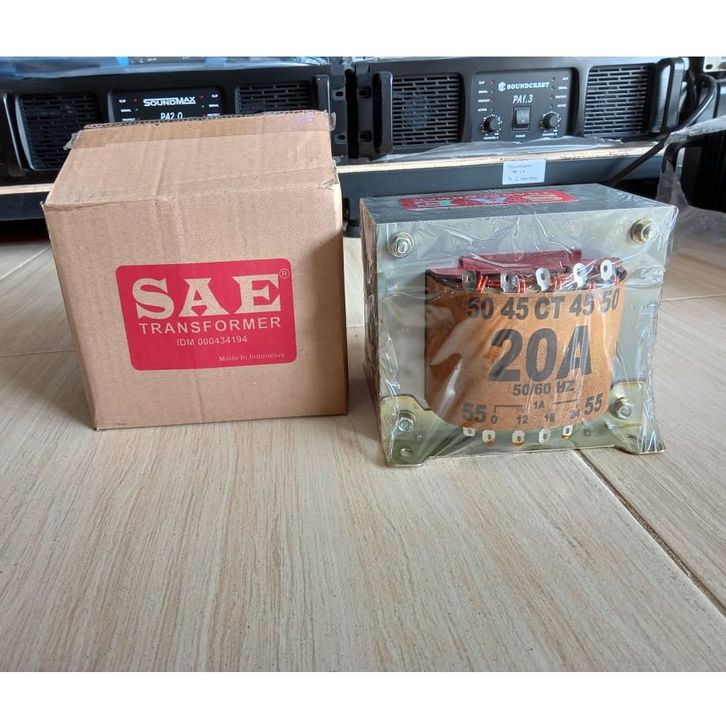 SOUNDMAX
PA2.0
SOUNDCREST
PA1.3
SAE®
TRANSFORMER
IDM 000434194
Made In Indonesia
50 45 CT 45 50
20A
50/60 HZ
55 1A 55
0 12 18 24